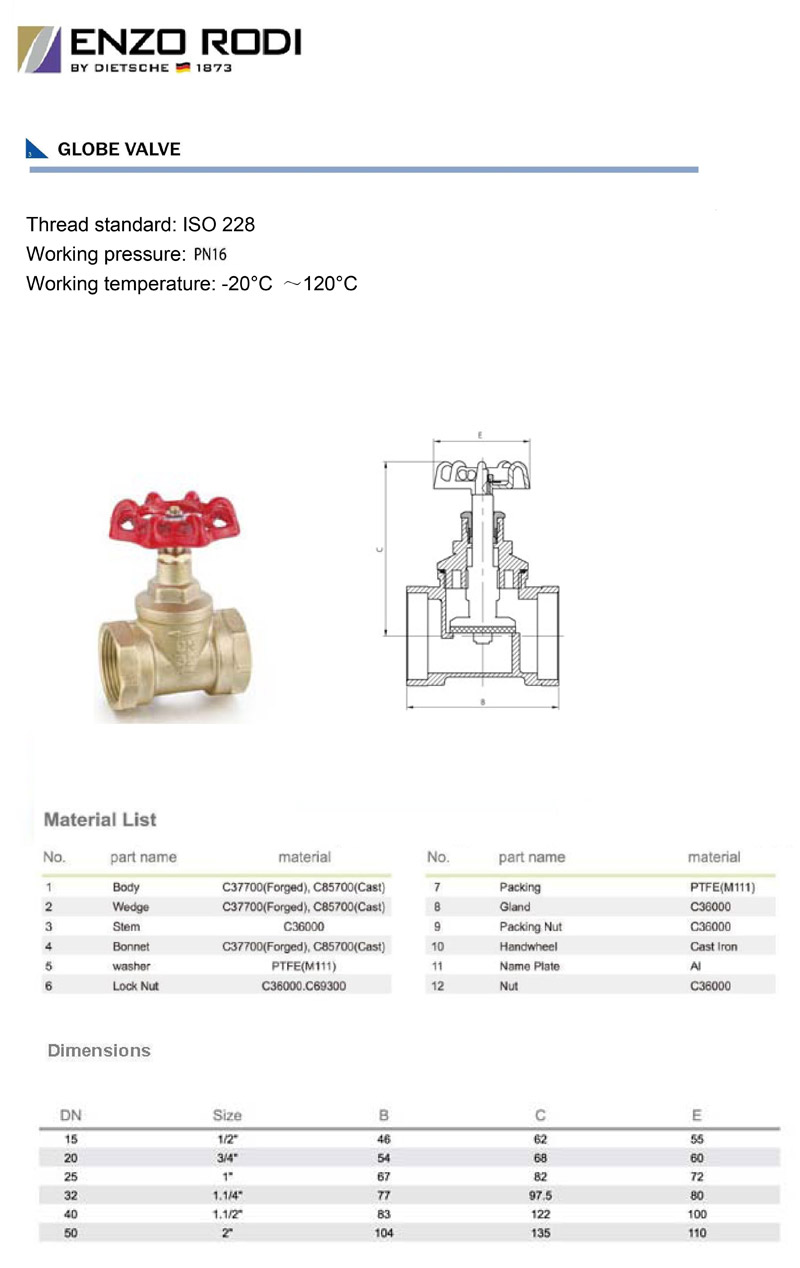 ENZO RODI
BY DIETSCHE 1873
GLOBE VALVE
Thread standard: ISO 228
Working pressure: PN16
Working temperature: -20°C ～120°C
E
C
B
Material List
No. part name material No. part name material
1 Body C37700(Forged), C85700(Cast) 7 Packing PTFE(M111)
2 Wedge C37700(Forged), C85700(Cast) 8 Gland C36000
3 Stem C36000 9 Packing Nut C36000
4 Bonnet C37700(Forged), C85700(Cast) 10 Handwheel Cast Iron
5 washer PTFE(M111) 11 Name Plate Al
6 Lock Nut C36000.C69300 12 Nut C36000
Dimensions
DN Size B C E
15 1/2" 46 62 55
20 3/4" 54 68 60
25 1" 67 82 72
32 1.1/4" 77 97.5 80
40 1.1/2" 83 122 100
50 2" 104 135 110